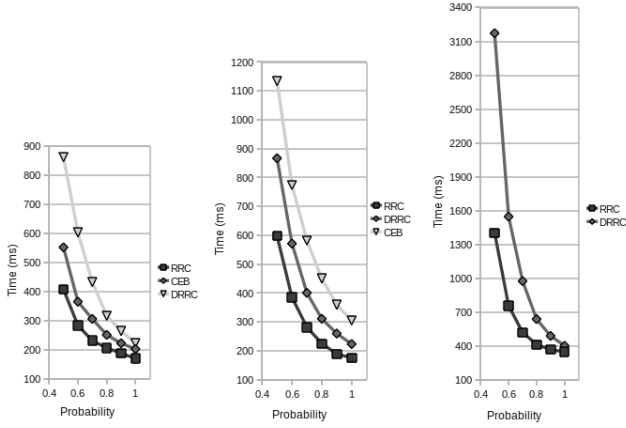 900
800
700
600
500
400
300
200
100
0.4 0.6 0.8 1
Time (ms)
Probability
RRC
CEB
DRRC
1200
1100
1000
900
800
700
600
500
400
300
200
100
0.4 0.6 0.8 1
Time (ms)
Probability
RRC
DRRC
CEB
3400
3100
2800
2500
2200
1900
1600
1300
1000
700
400
100
0.4 0.6 0.8 1
Time (ms)
Probability
RRC
DRRC